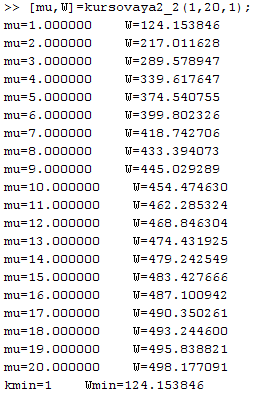 >> [mu,W]=kursovaya2_2(1,20,1);
mu=1.000000 W=124.153846
mu=2.000000 W=217.011628
mu=3.000000 W=289.578947
mu=4.000000 W=339.617647
mu=5.000000 W=374.540755
mu=6.000000 W=399.802326
mu=7.000000 W=418.742706
mu=8.000000 W=433.394073
mu=9.000000 W=445.029289
mu=10.000000 W=454.474630
mu=11.000000 W=462.285324
mu=12.000000 W=468.846304
mu=13.000000 W=474.431925
mu=14.000000 W=479.242549
mu=15.000000 W=483.427666
mu=16.000000 W=487.100942
mu=17.000000 W=490.350261
mu=18.000000 W=493.244600
mu=19.000000 W=495.838821
mu=20.000000 W=498.177091
kmin=1 Wmin=124.153846